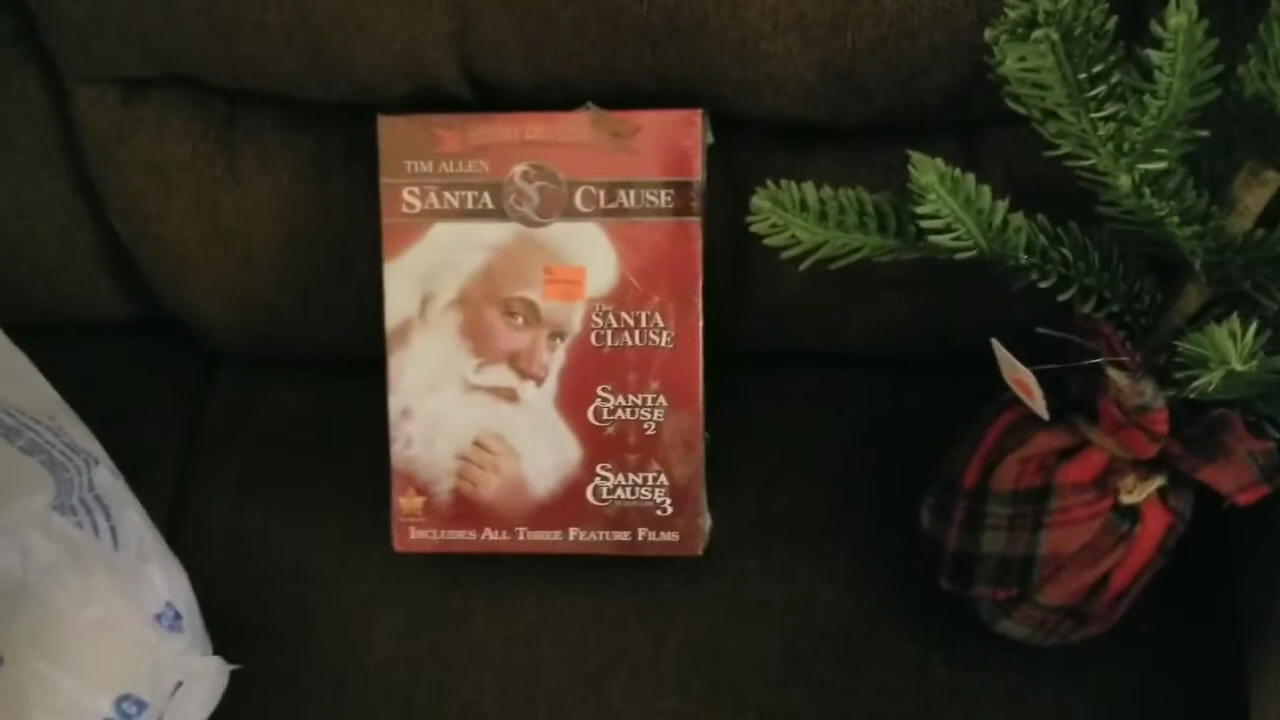 TIM ALLEN
SANTA CLAUSE
The
SANTA
CLAUSE
SANTA
CLAUSE
2
SANTA
CLAUSE
3
INCLUDES ALL THREE FEATURE FILMS